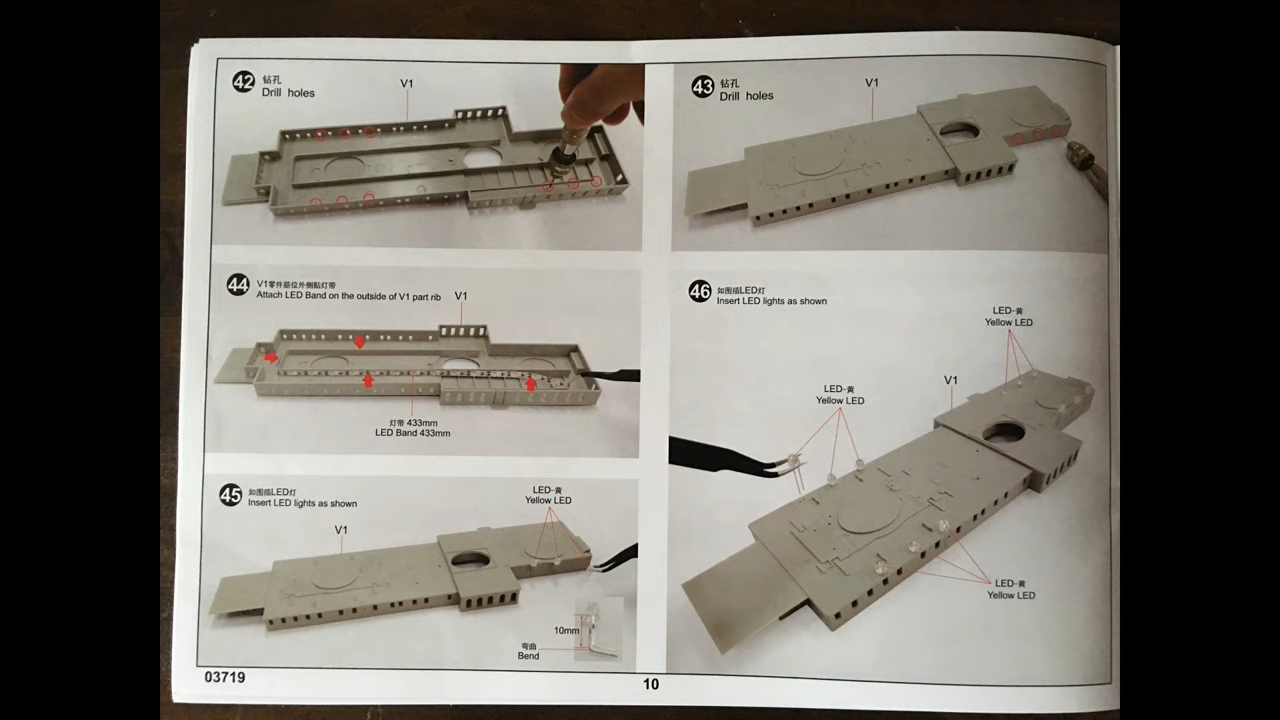 42
钻孔
Drill holes
V1
43
钻孔
Drill holes
V1
44
V1零件筋位外侧贴灯带
Attach LED Band on the outside of V1 part rib
V1
灯带 433mm
LED Band 433mm
45
如图插LED灯
Insert LED lights as shown
V1
LED-黄
Yellow LED
10mm
弯曲
Bend
46
如图插LED灯
Insert LED lights as shown
LED-黄
Yellow LED
V1
LED-黄
Yellow LED
LED-黄
Yellow LED
03719
10